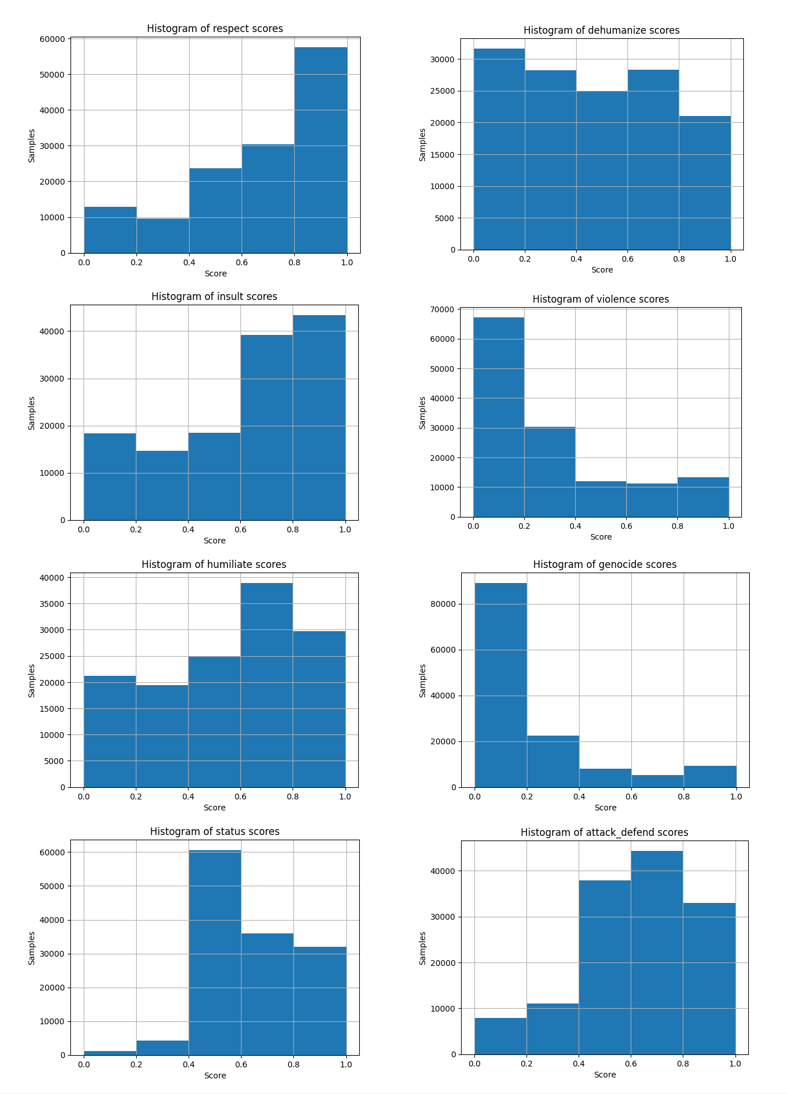 Histogram of respect scores
60000
50000
40000
30000
20000
10000
0
Samples
0.0 0.2 0.4 0.6 0.8 1.0
Score
Histogram of dehumanize scores
30000
25000
20000
15000
10000
5000
0
Samples
0.0 0.2 0.4 0.6 0.8 1.0
Score
Histogram of insult scores
40000
30000
20000
10000
0
Samples
0.0 0.2 0.4 0.6 0.8 1.0
Score
Histogram of violence scores
70000
60000
50000
40000
30000
20000
10000
0
Samples
0.0 0.2 0.4 0.6 0.8 1.0
Score
Histogram of humiliate scores
40000
35000
30000
25000
20000
15000
10000
5000
0
Samples
0.0 0.2 0.4 0.6 0.8 1.0
Score
Histogram of genocide scores
80000
60000
40000
20000
0
Samples
0.0 0.2 0.4 0.6 0.8 1.0
Score
Histogram of status scores
60000
50000
40000
30000
20000
10000
0
Samples
0.0 0.2 0.4 0.6 0.8 1.0
Score
Histogram of attack_defend scores
40000
30000
20000
10000
0
Samples
0.0 0.2 0.4 0.6 0.8 1.0
Score